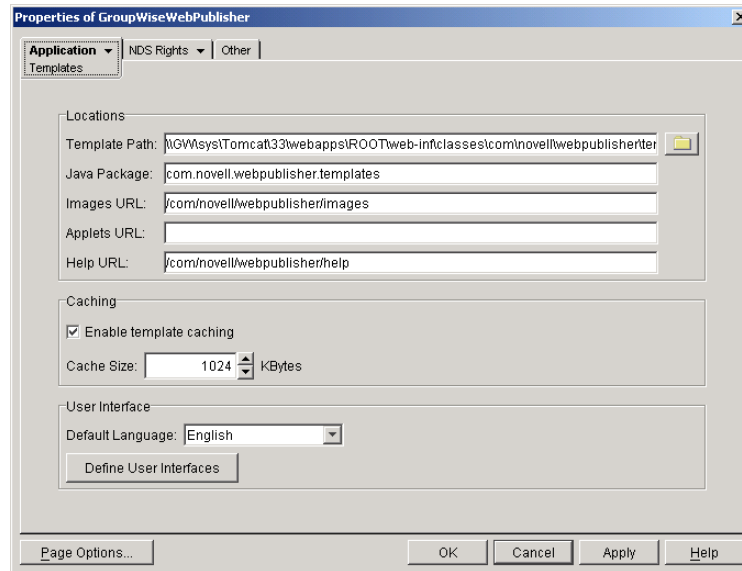 Properties of GroupWiseWebPublisher
Application NDS Rights Other
Templates
Locations
Template Path: \\GW\sys\Tomcat\33\webapps\ROOT\web-inf\classes\com\novell\webpublisher\ter
Java Package: com.novell.webpublisher.templates
Images URL: /com/novell/webpublisher/images
Applets URL:
Help URL: /com/novell/webpublisher/help
Caching
Enable template caching
Cache Size: 1024 KBytes
User Interface
Default Language: English
Define User Interfaces
Page Options... OK Cancel Apply Help